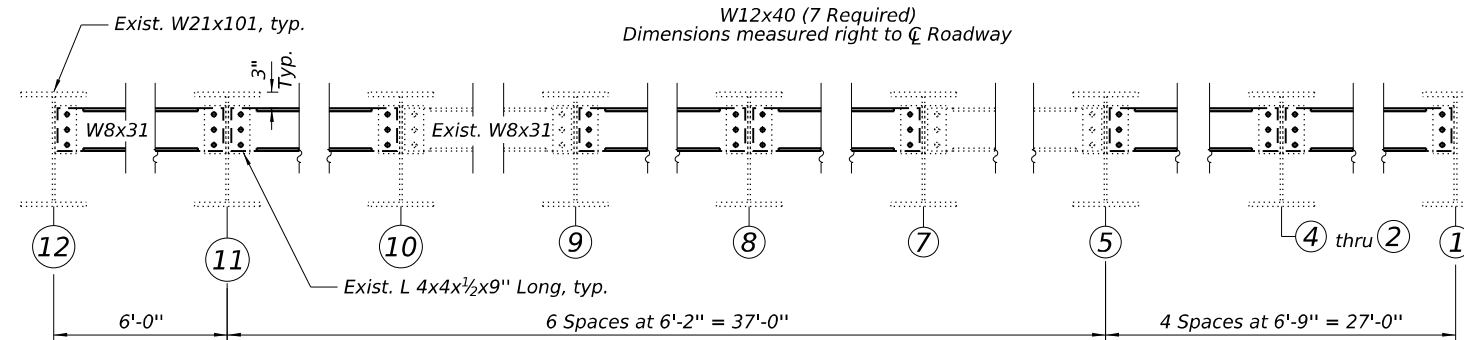 W12x40 (7 Required)
Dimensions measured right to ℄ Roadway
Exist. W21x101, typ.
3"
Typ.
W8x31
Exist. W8x31
12
11
10
9
8
7
5
4 thru 2
1
Exist. L 4x4x½x9" Long, typ.
6'-0"
6 Spaces at 6'-2" = 37'-0"
4 Spaces at 6'-9" = 27'-0"